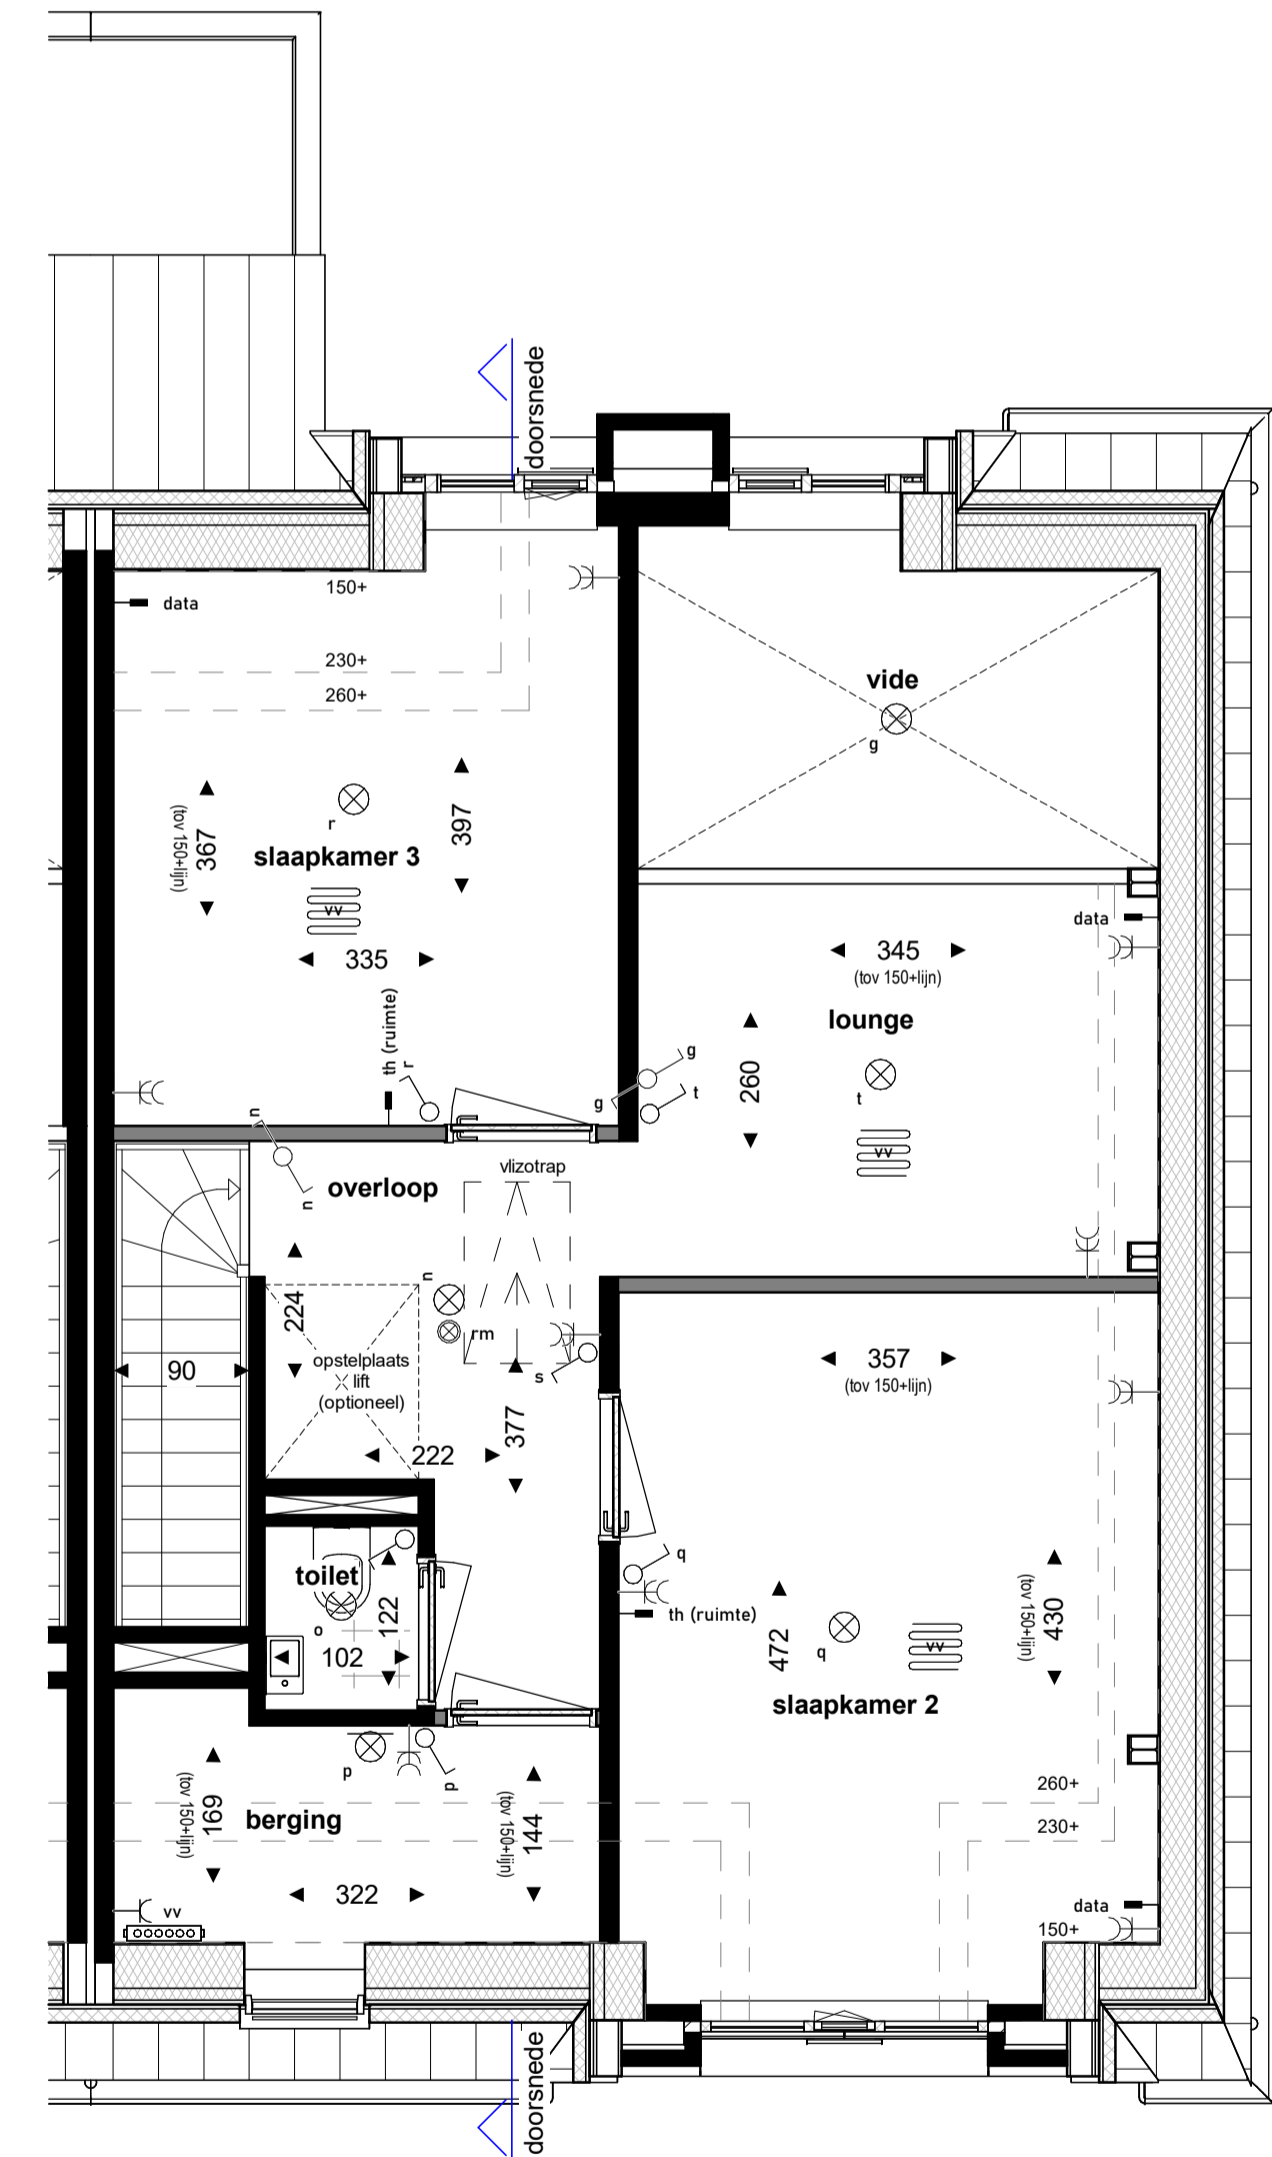 doorsnede
150+
data
230+
260+
vide
g
397
367
(tov 150+lijn)
r
slaapkamer 3
vv
335
data
345
(tov 150+lijn)
lounge
th (ruimte)
r
g
g
t
260
t
n
n
vv
vlizotrap
overloop
n
rm
s
224
90
opstelplaats
lift
(optioneel)
357
(tov 150+lijn)
377
222
toilet
o
122
102
q
th (ruimte)
472
q
vv
430
(tov 150+lijn)
slaapkamer 2
p
p
169
(tov 150+lijn)
berging
144
(tov 150+lijn)
260+
230+
322
vv
data
150+
doorsnede